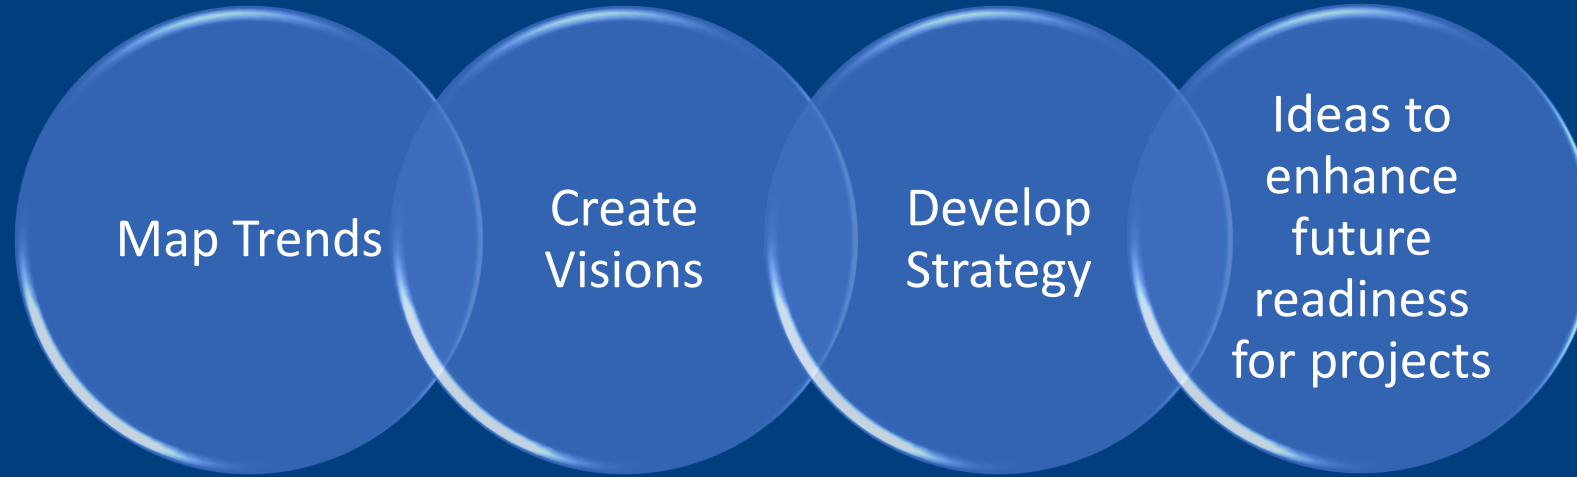 Map Trends
Create
Visions
Develop
Strategy
Ideas to
enhance
future
readiness
for projects